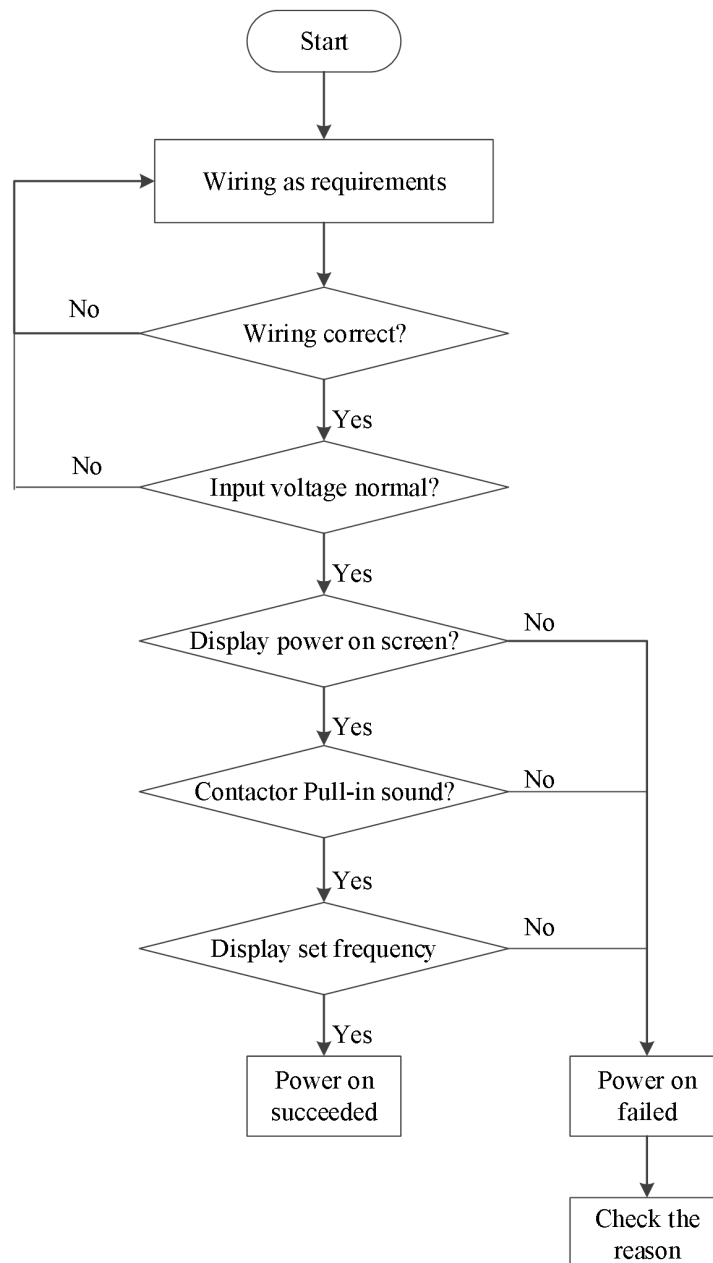 Start
Wiring as requirements
No
Wiring correct?
Yes
No
Input voltage normal?
Yes
No
Display power on screen?
Yes
No
Contactor Pull-in sound?
Yes
No
Display set frequency
Yes
Power on
succeeded
Power on
failed
Check the
reason